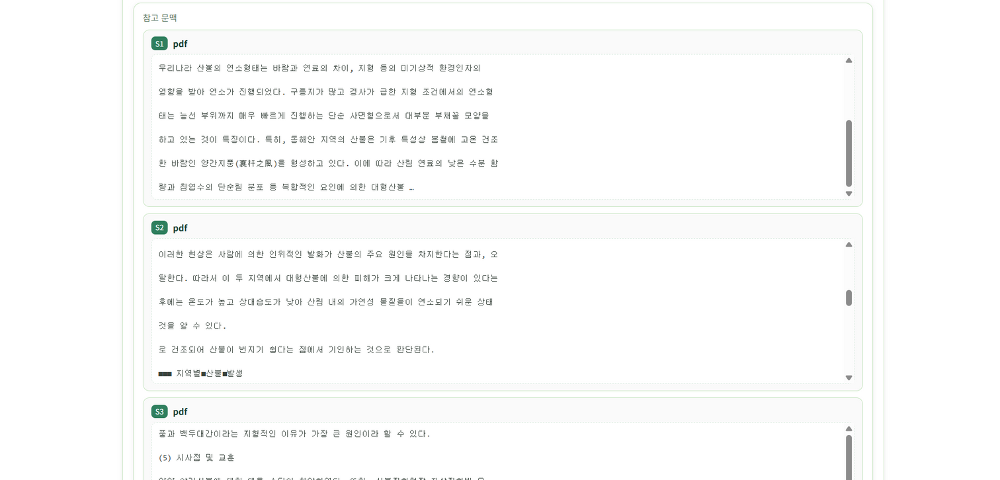 참고 문맥
S1 pdf
우리나라 산불의 연소형태는 바람과 연료의 차이, 지형 등의 미기상적 환경인자의
영향을 받아 연소가 진행되었다. 구릉지가 많고 경사가 급한 지형 조건에서의 연소형
태는 능선 부위까지 매우 빠르게 진행하는 단순 사면형으로서 대부분 부채꼴 모양을
하고 있는 것이 특징이다. 특히, 동해안 지역의 산불은 기후 특성상 봄철에 고온 건조
한 바람인 양간지풍(襄杆之風)을 형성하고 있다. 이에 따라 산림 연료의 낮은 수분 함
량과 침엽수의 단순림 분포 등 복합적인 요인에 의한 대형산불 …
S2 pdf
이러한 현상은 사람에 의한 인위적인 발화가 산불의 주요 원인을 차지한다는 점과, 오
달한다. 따라서 이 두 지역에서 대형산불에 의한 피해가 크게 나타나는 경향이 있다는
후에는 온도가 높고 상대습도가 낮아 산림 내의 가연성 물질들이 연소되기 쉬운 상태
것을 알 수 있다.
로 건조되어 산불이 번지기 쉽다는 점에서 기인하는 것으로 판단된다.
■■■ 지역별■산불■발생
S3 pdf
풍과 백두대간이라는 지형적인 이유가 가장 큰 원인이라 할 수 있다.
(5) 시사점 및 교훈